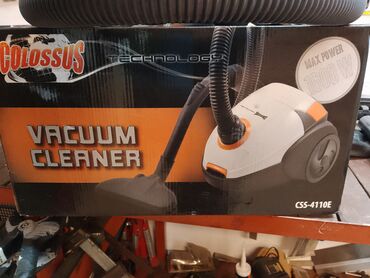 COLOSSUS
TECHNOLOGY
MAX POWER
VACUUM
CLEANER
CSS-4110E